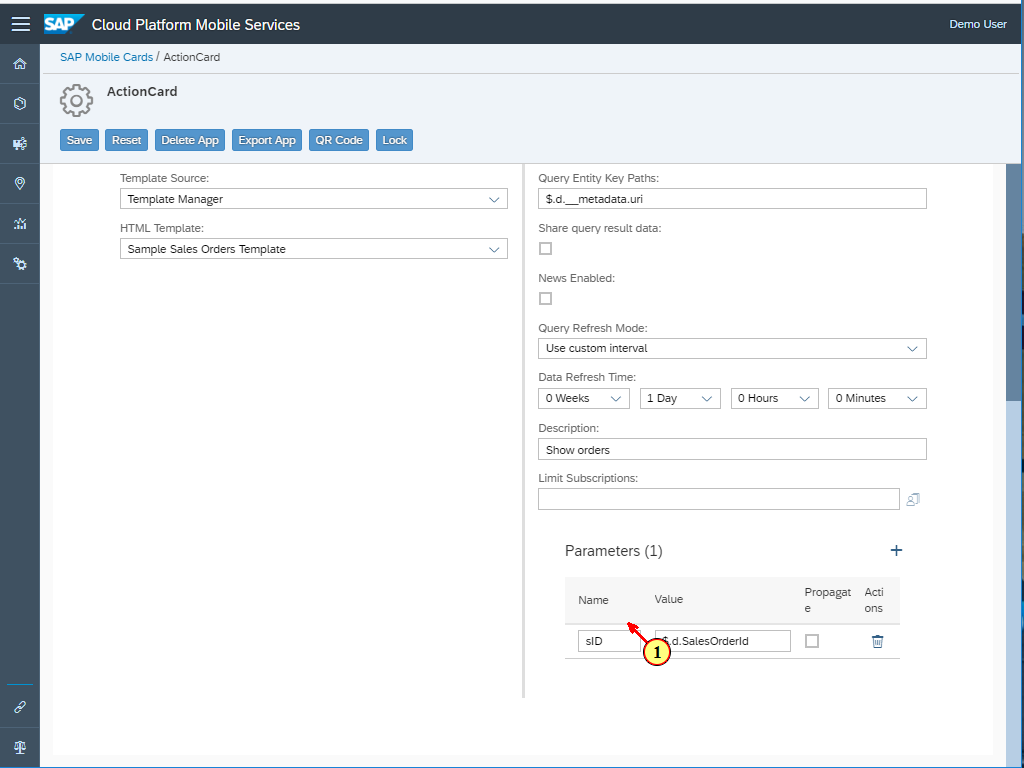 SAP Cloud Platform Mobile Services Demo User
SAP Mobile Cards / ActionCard
ActionCard
Save Reset Delete App Export App QR Code Lock
Template Source:
Template Manager
HTML Template:
Sample Sales Orders Template
Query Entity Key Paths:
$.d.__metadata.uri
Share query result data:
News Enabled:
Query Refresh Mode:
Use custom interval
Data Refresh Time:
0 Weeks 1 Day 0 Hours 0 Minutes
Description:
Show orders
Limit Subscriptions:
Parameters (1) +
Name Value Propagat
e Acti
ons
sID $.d.SalesOrderId
1